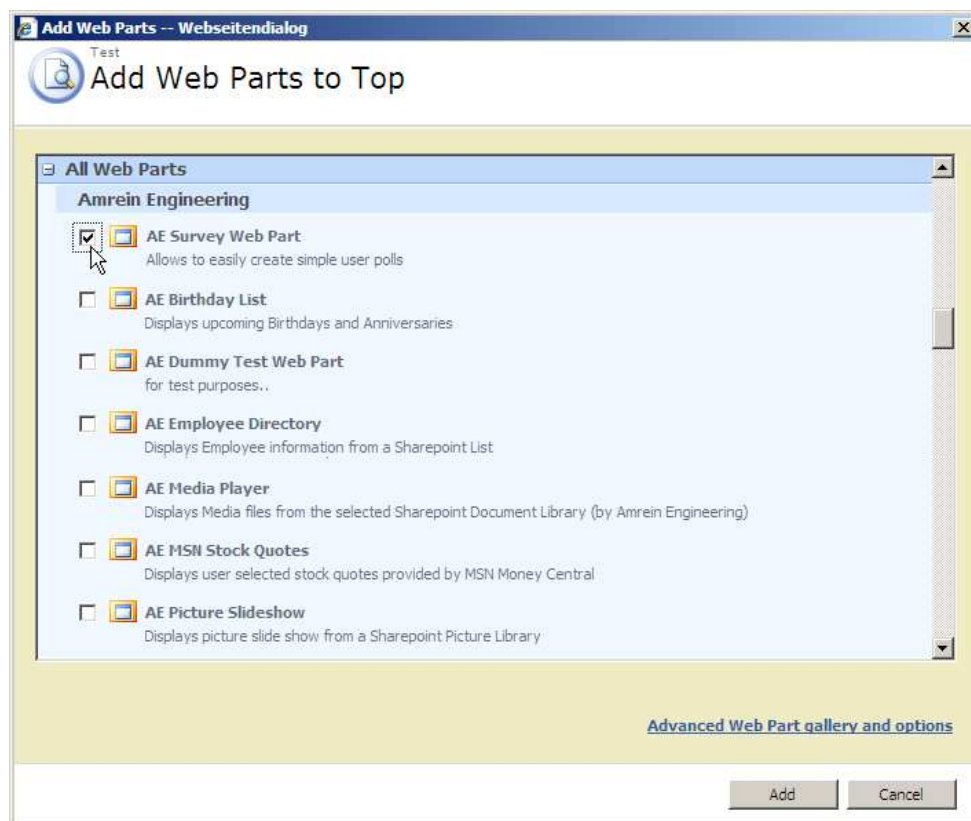 Add Web Parts -- Webseitendialog
Test
Add Web Parts to Top
All Web Parts
Amrein Engineering
AE Survey Web Part
Allows to easily create simple user polls
AE Birthday List
Displays upcoming Birthdays and Anniversaries
AE Dummy Test Web Part
for test purposes..
AE Employee Directory
Displays Employee information from a Sharepoint List
AE Media Player
Displays Media files from the selected Sharepoint Document Library (by Amrein Engineering)
AE MSN Stock Quotes
Displays user selected stock quotes provided by MSN Money Central
AE Picture Slideshow
Displays picture slide show from a Sharepoint Picture Library
Advanced Web Part gallery and options
Add Cancel